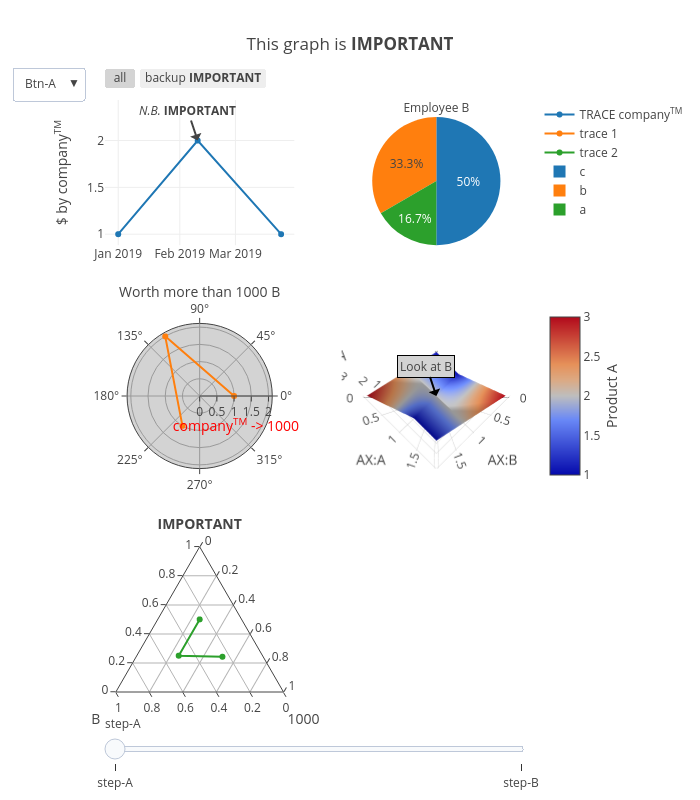 This graph is IMPORTANT
Btn-A ▼
all
backup IMPORTANT
N.B. IMPORTANT
$ by company™
2
1.5
1
Jan 2019
Feb 2019
Mar 2019
Employee B
50%
33.3%
16.7%
TRACE company™
trace 1
trace 2
c
b
a
Worth more than 1000 B
90°
135°
45°
180°
0°
0 0.5 1 1.5 2
company™ -> 1000
225°
315°
270°
Look at B
2
1
0
0
0.5
0.5
1
1
1.5
1.5
AX:A
AX:B
3
2.5
2
1.5
1
Product A
IMPORTANT
1
0
0.8
0.2
0.6
0.4
0.4
0.6
0.2
0.8
0
1
1 0.8 0.6 0.4 0.2 0
B
1000
step-A
step-A
step-B